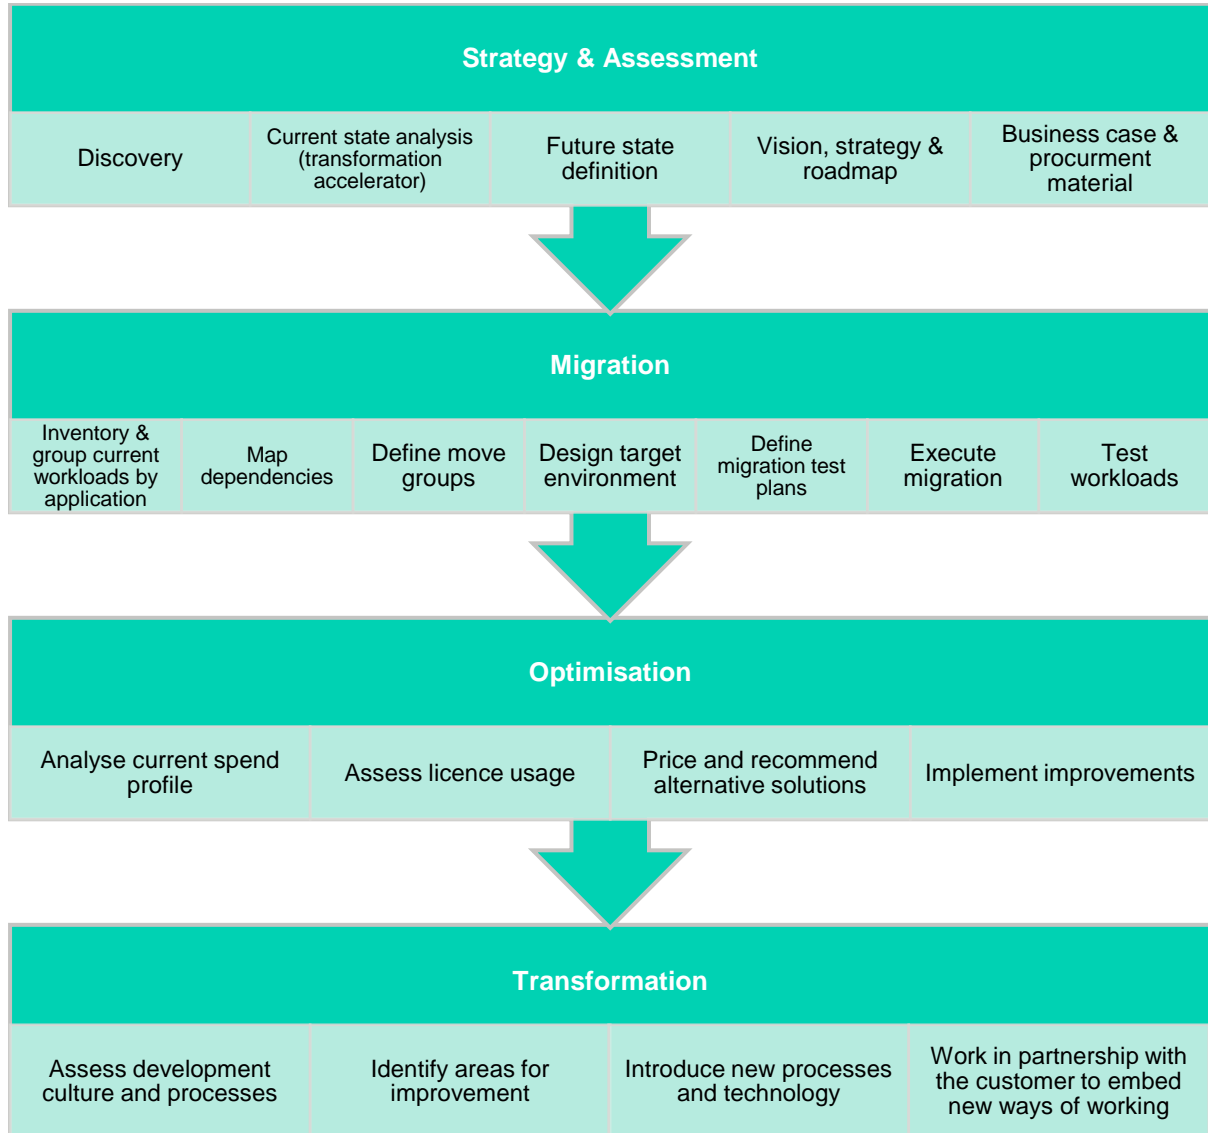 Strategy & Assessment
Discovery
Current state analysis
(transformation
accelerator)
Future state
definition
Vision, strategy &
roadmap
Business case &
procurment
material
Migration
Inventory &
group current
workloads by
application
Map
dependencies
Define move
groups
Design target
environment
Define
migration test
plans
Execute
migration
Test
workloads
Optimisation
Analyse current spend
profile
Assess licence usage
Price and recommend
alternative solutions
Implement improvements
Transformation
Assess development
culture and processes
Identify areas for
improvement
Introduce new processes
and technology
Work in partnership with
the customer to embed
new ways of working